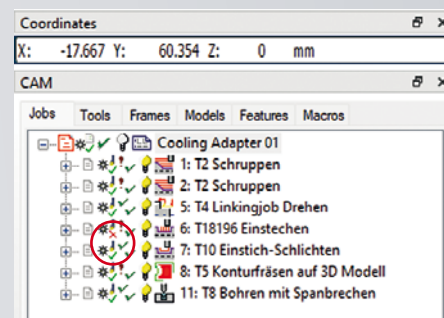 Coordinates
X: -17.667 Y: 60.354 Z: 0 mm
CAM
Jobs Tools Frames Models Features Macros
Cooling Adapter 01
1: T2 Schruppen
2: T2 Schruppen
5: T4 Linkingjob Drehen
6: T18196 Einstechen
7: T10 Einstich-Schlichten
8: T5 Konturfräsen auf 3D Modell
11: T8 Bohren mit Spanbrechen